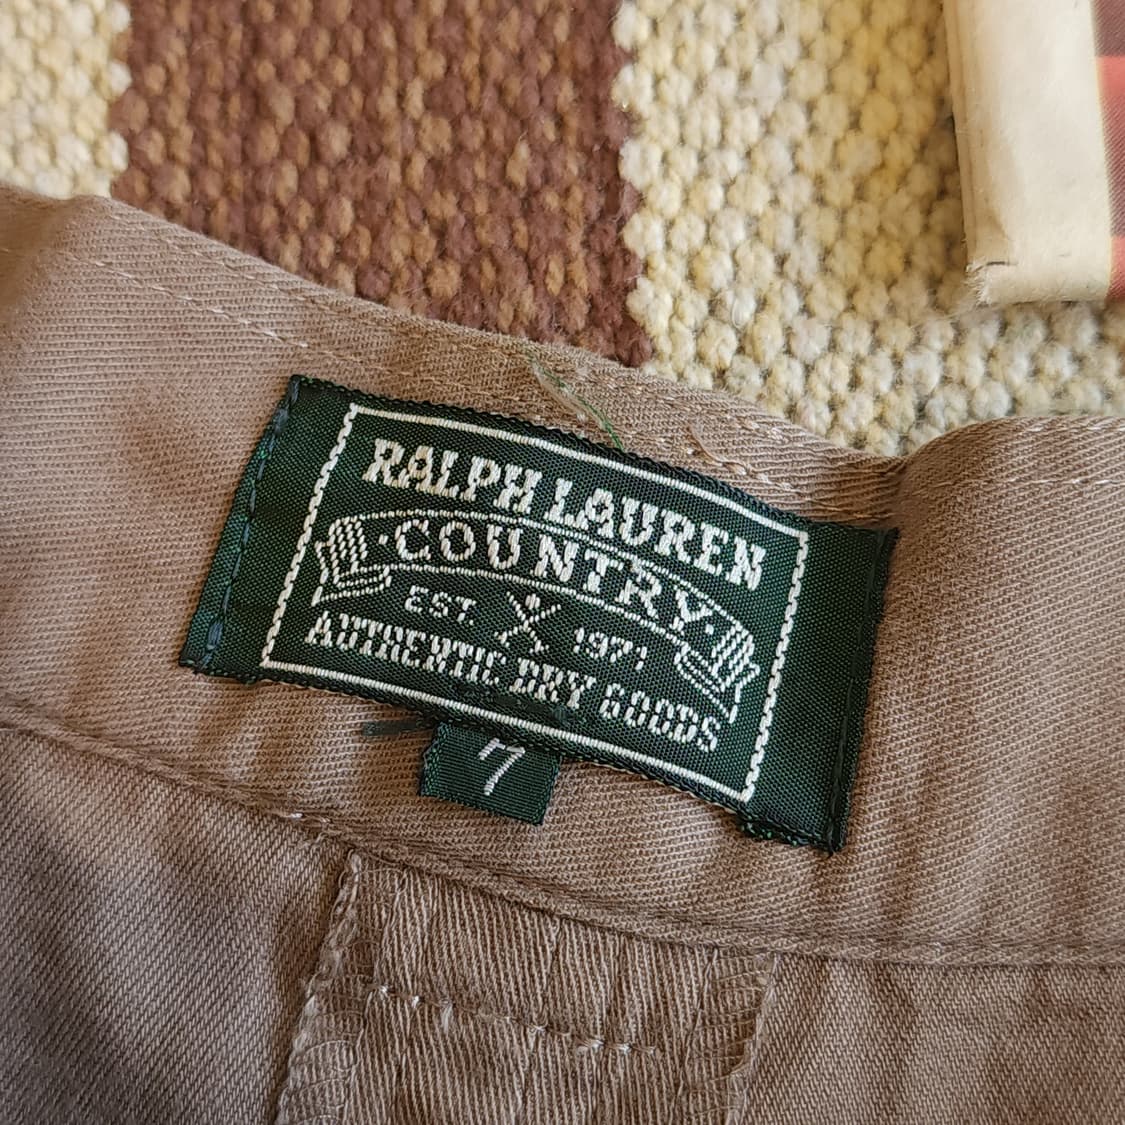 RALPH LAUREN
·COUNTRY·
EST. 1971
AUTHENTIC DRY GOODS
7